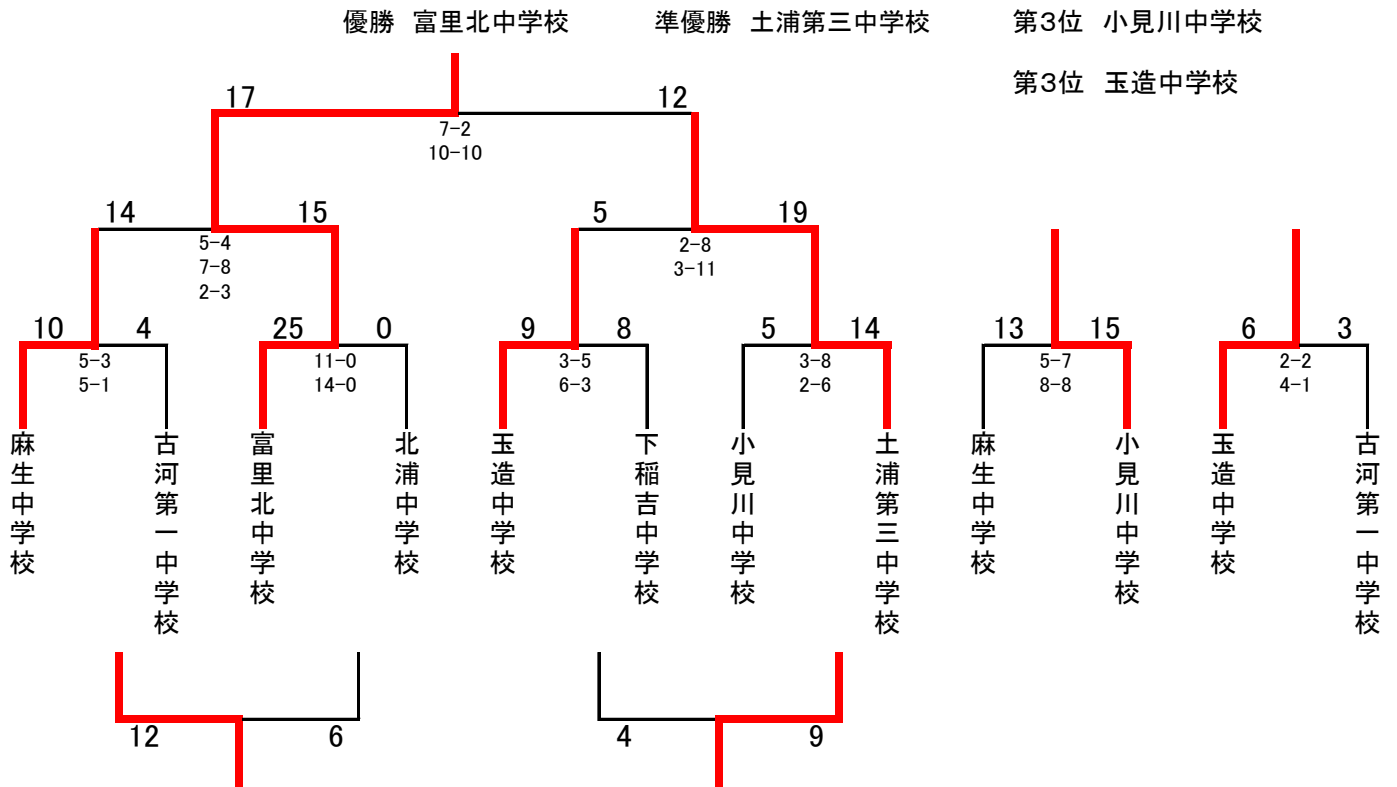 優勝 富里北中学校 準優勝 土浦第三中学校 第3位 小見川中学校
第3位 玉造中学校
17 12
7-2
10-10
14 15 5 19
5-4
7-8
2-3
2-8
3-11
10 4 25 0 9 8 5 14 13 15 6 3
5-3
5-1
11-0
14-0
3-5
6-3
3-8
2-6
5-7
8-8
2-2
4-1
麻生中学校
古河第一中学校
富里北中学校
北浦中学校
玉造中学校
下稲吉中学校
小見川中学校
土浦第三中学校
麻生中学校
小見川中学校
玉造中学校
古河第一中学校
12 6 4 9